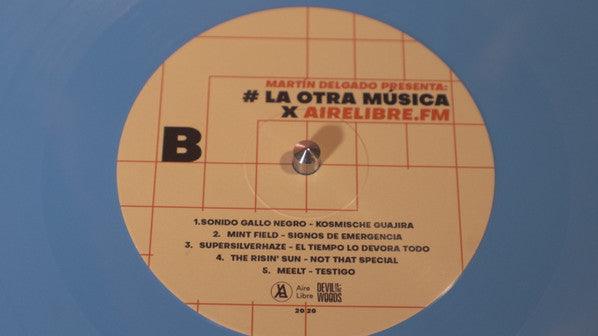 MARTÍN DELGADO PRESENTA:
# LA OTRA MÚSICA
X AIRELIBRE.FM
B
1.SONIDO GALLO NEGRO - KOSMISCHE GUAJIRA
2. MINT FIELD - SIGNOS DE EMERGENCIA
3. SUPERSILVERHAZE - EL TIEMPO LO DEVORA TODO
4. THE RISIN' SUN - NOT THAT SPECIAL
5. MEELT - TESTIGO
Aire
Libre
DEVIL IN THE
WOODS
2020